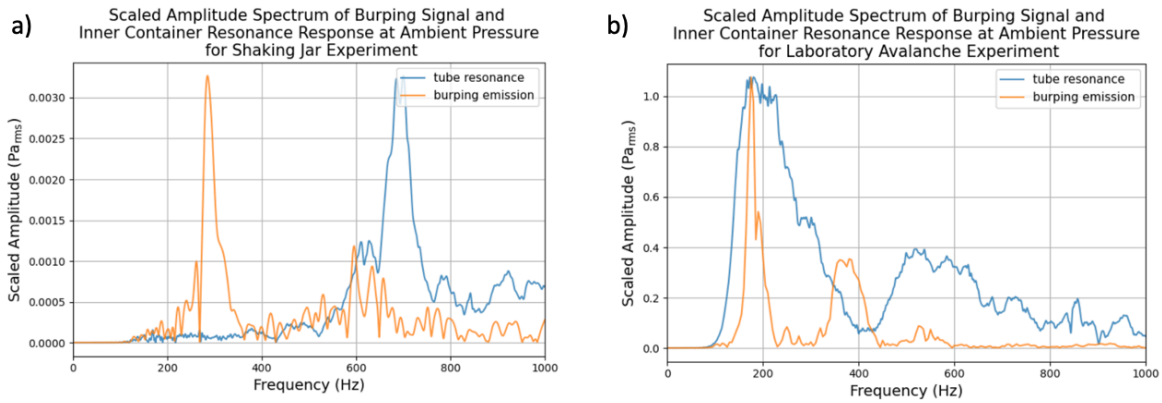 a)
Scaled Amplitude Spectrum of Burping Signal and
Inner Container Resonance Response at Ambient Pressure
for Shaking Jar Experiment
tube resonance
burping emission
Scaled Amplitude (Pa_rms)
0.0030
0.0025
0.0020
0.0015
0.0010
0.0005
0.0000
0
200
400
600
800
1000
Frequency (Hz)
b)
Scaled Amplitude Spectrum of Burping Signal and
Inner Container Resonance Response at Ambient Pressure
for Laboratory Avalanche Experiment
tube resonance
burping emission
Scaled Amplitude (Pa_rms)
1.0
0.8
0.6
0.4
0.2
0.0
0
200
400
600
800
1000
Frequency (Hz)